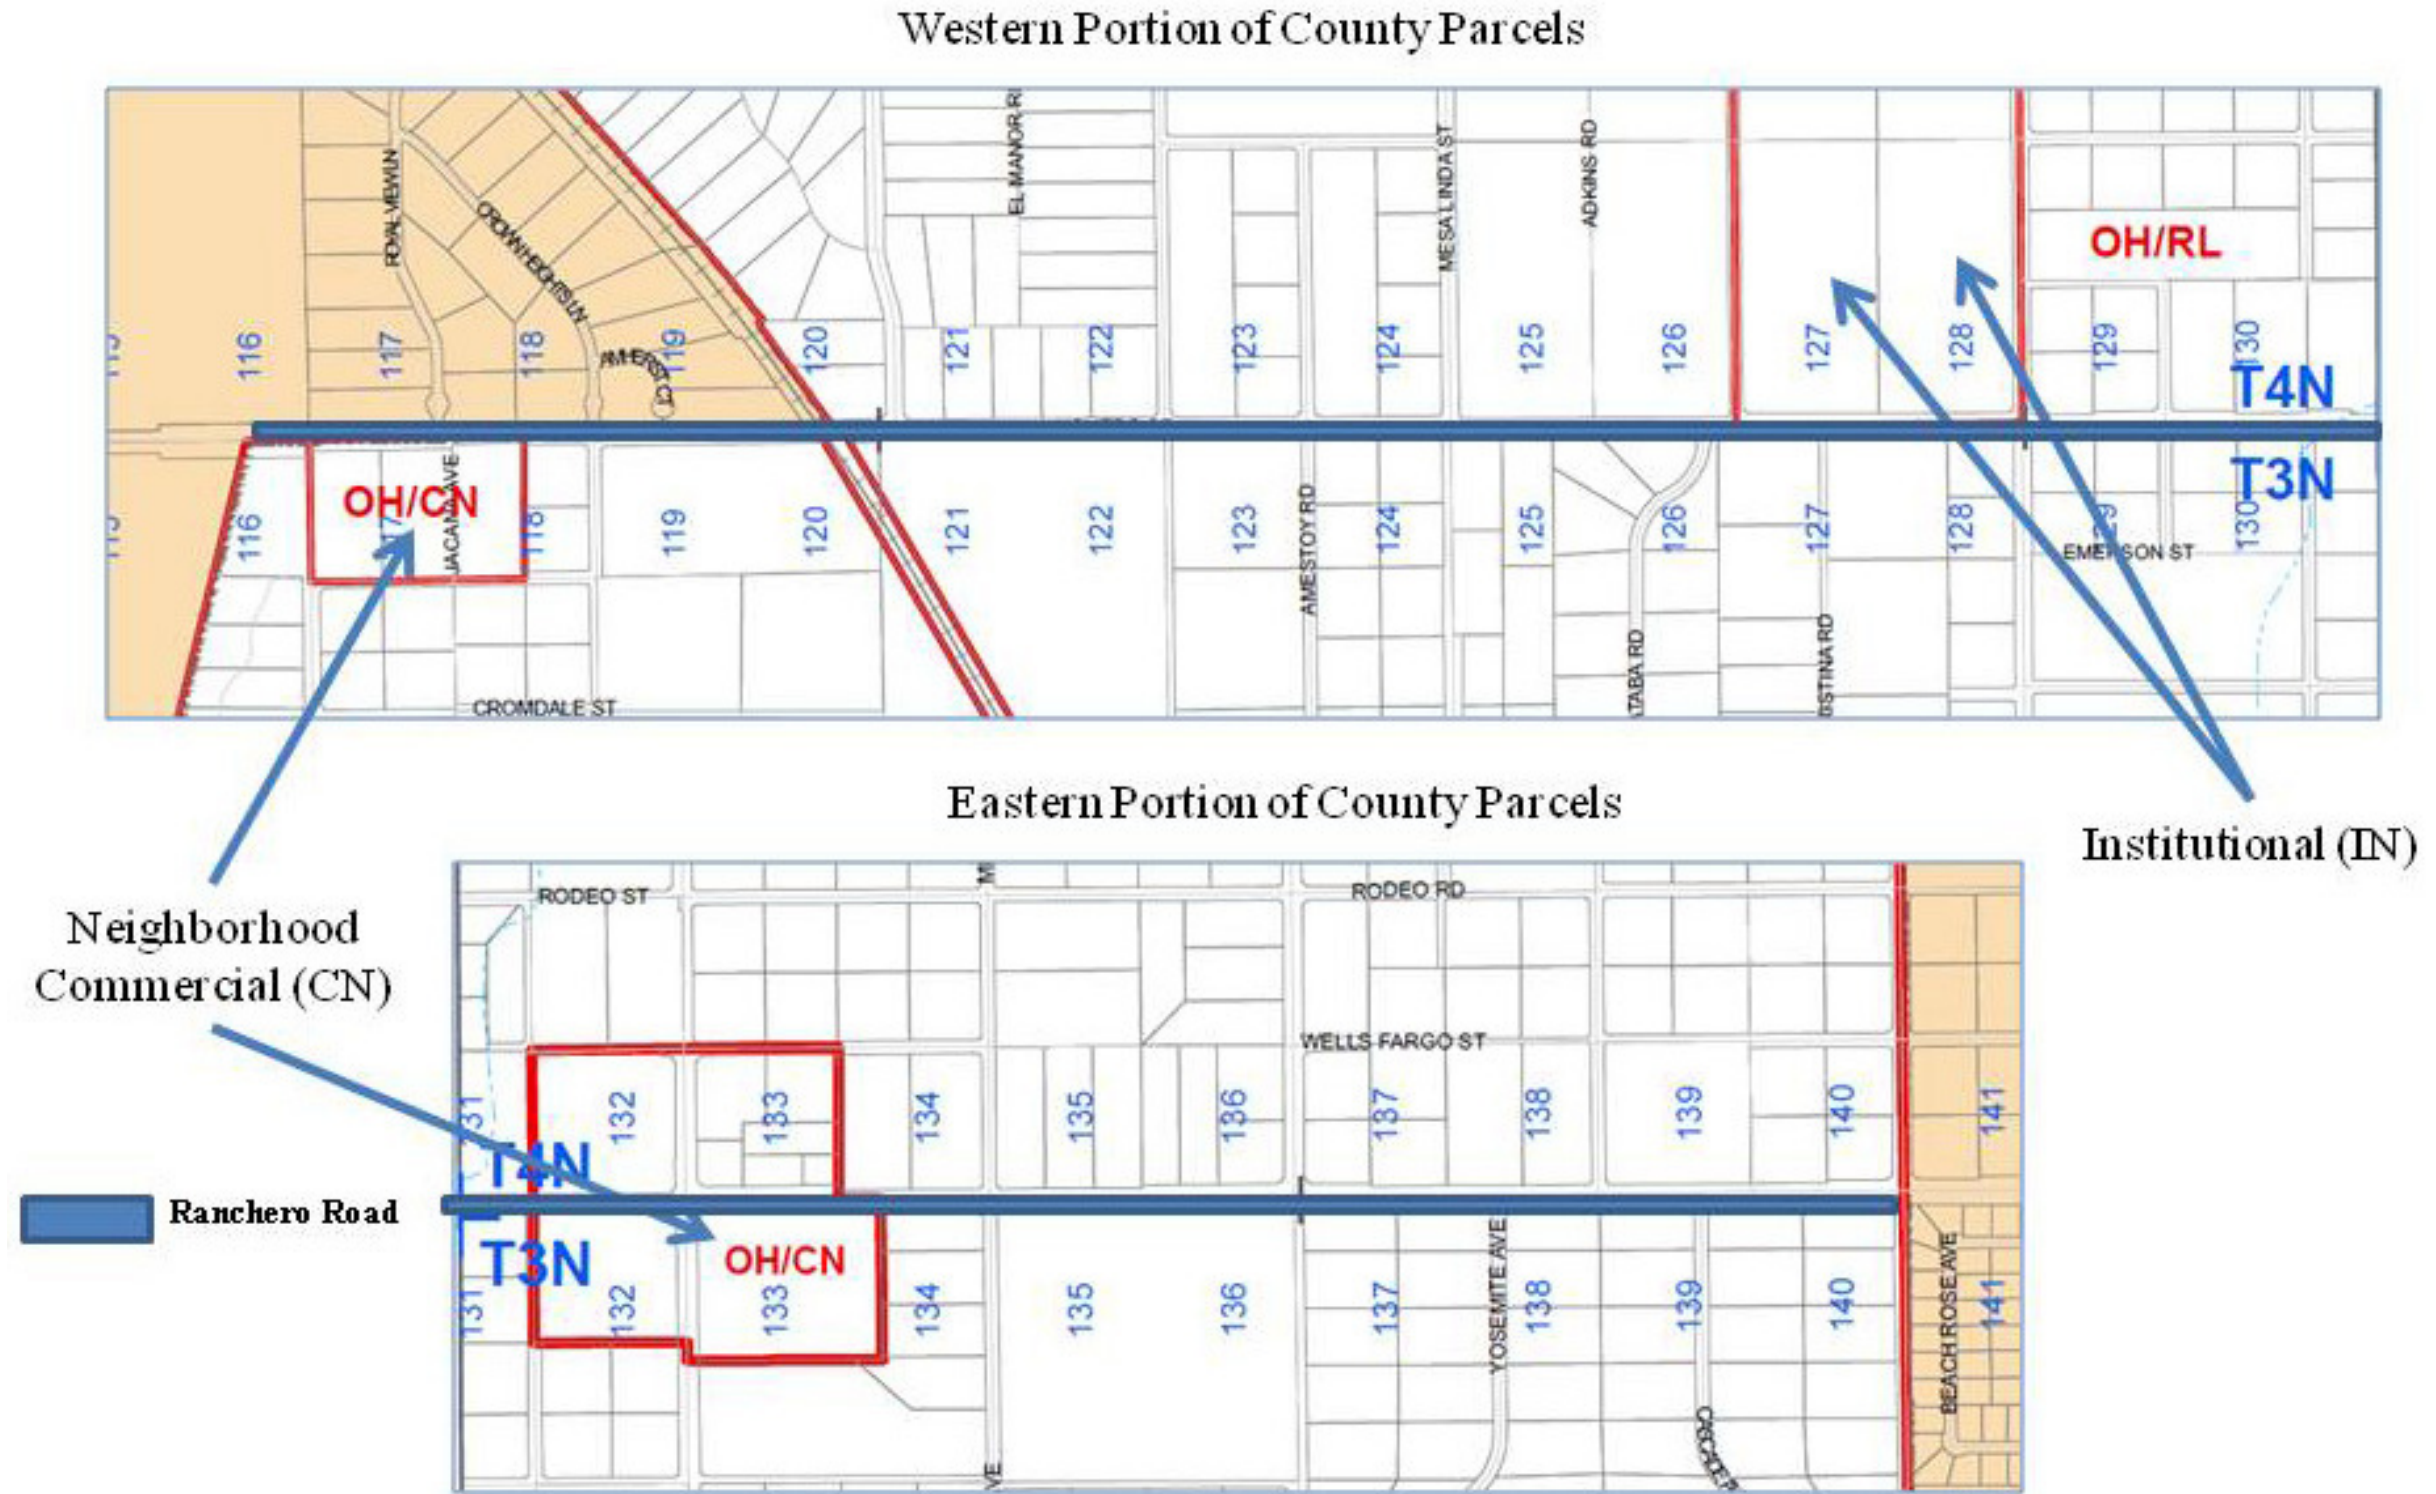 Western Portion of County Parcels
ROYAL VIEW LN
CROWN HEIGHTS LN
AMHERST CT
EL MANOR RD
MESA LINDA ST
ADKINS RD
OH/RL
116
117
118
119
120
121
122
123
124
125
126
127
128
129
130
T4N
T3N
OH/CN
JACANA AVE
116
118
119
120
121
122
123
124
125
126
127
128
129
130
AMESTOY RD
EMERSON ST
CROMDALE ST
Eastern Portion of County Parcels
Institutional (IN)
Neighborhood
Commercial (CN)
RODEO ST
RODEO RD
WELLS FARGO ST
131
132
133
134
135
136
137
138
139
140
141
T4N
Ranchero Road
T3N
OH/CN
131
132
133
134
135
136
137
138
139
140
141
YOSEMITE AVE
BEACH ROSE AVE